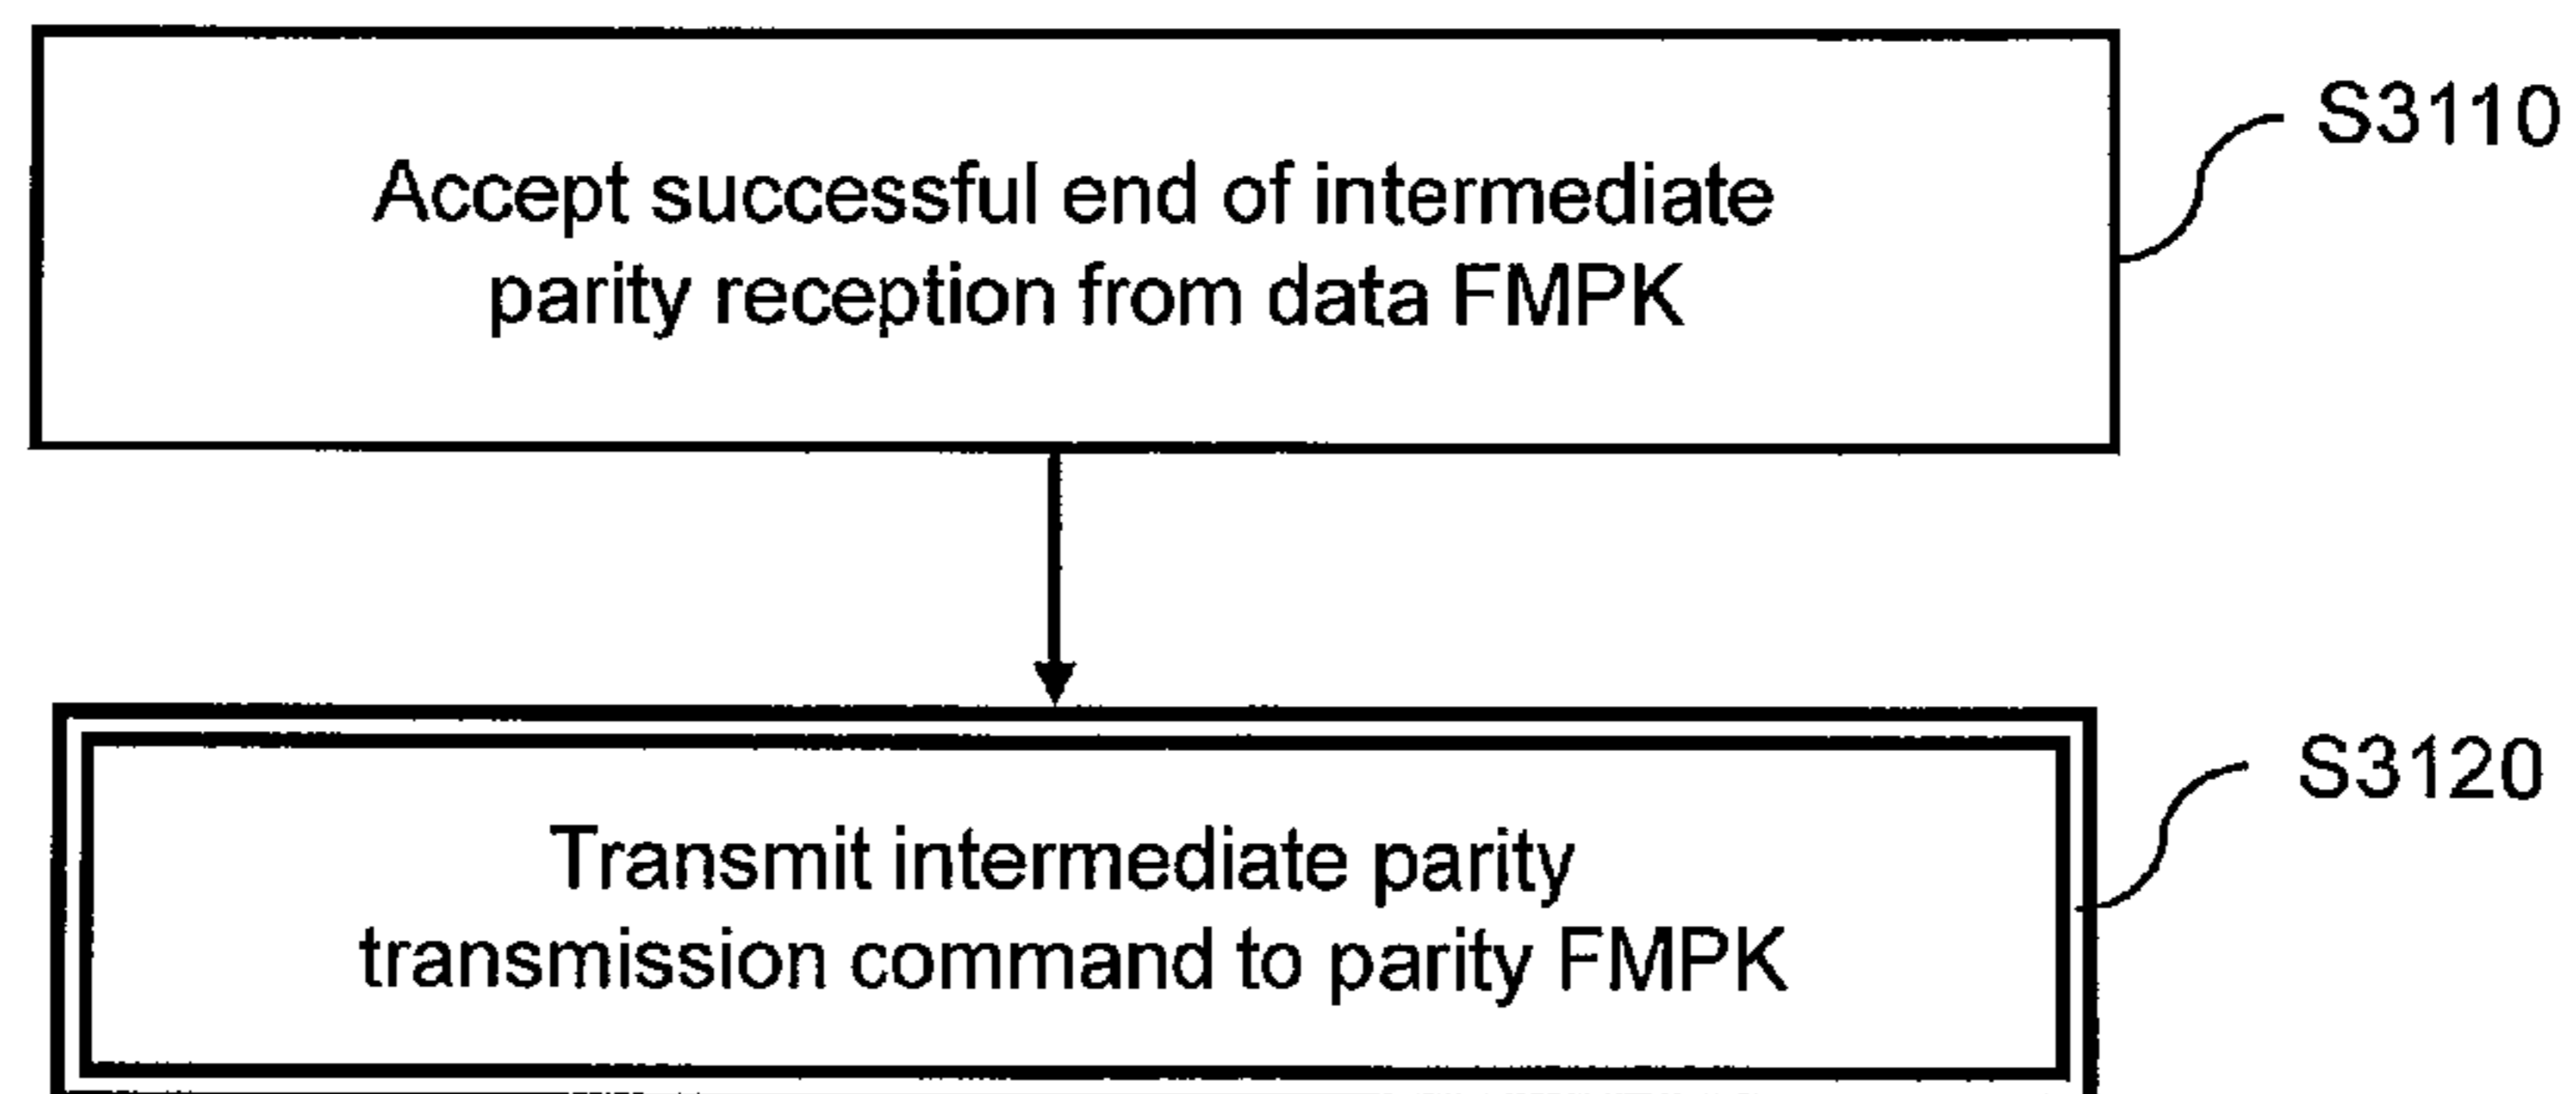 S3110
Accept successful end of intermediate
parity reception from data FMPK
S3120
Transmit intermediate parity
transmission command to parity FMPK